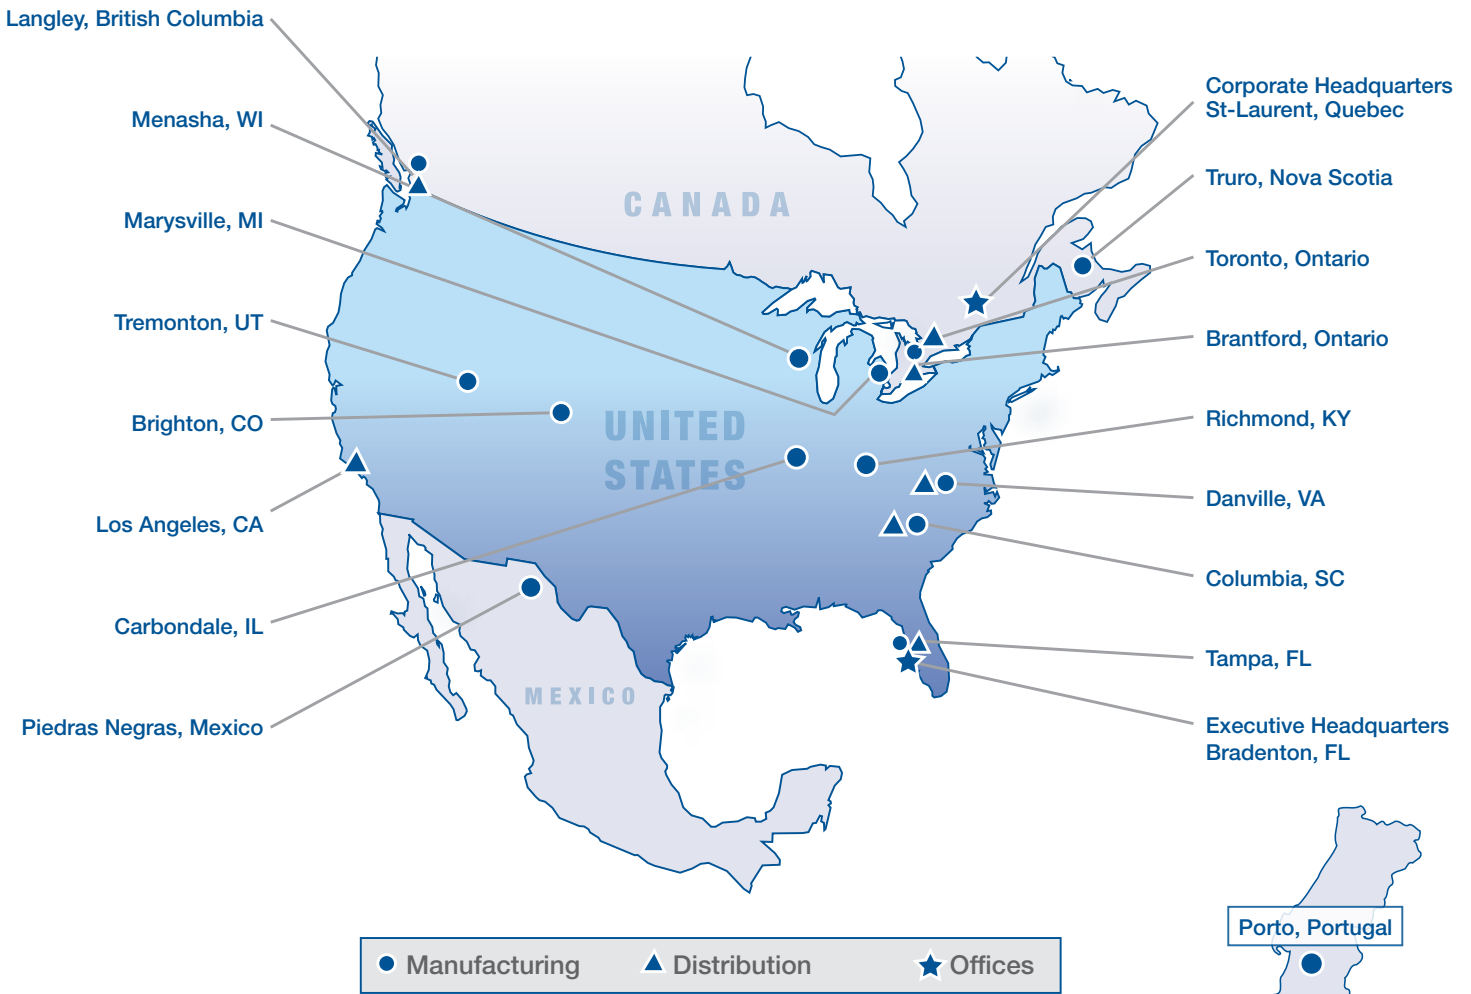 Langley, British Columbia
Menasha, WI
Marysville, MI
Tremonton, UT
Brighton, CO
Los Angeles, CA
Carbondale, IL
Piedras Negras, Mexico
CANADA
UNITED
STATES
MEXICO
Corporate Headquarters
St-Laurent, Quebec
Truro, Nova Scotia
Toronto, Ontario
Brantford, Ontario
Richmond, KY
Danville, VA
Columbia, SC
Tampa, FL
Executive Headquarters
Bradenton, FL
Porto, Portugal
Manufacturing
Distribution
Offices